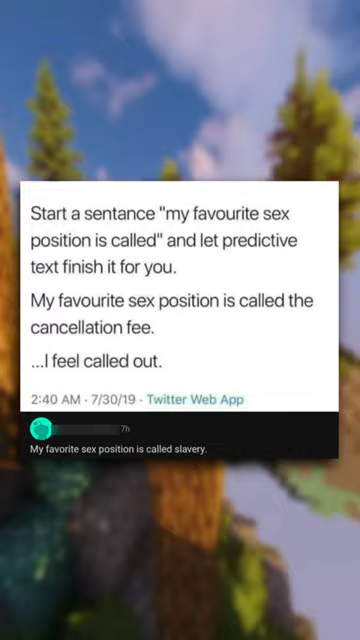 Start a sentence "my favourite sex
position is called" and let predictive
text finish it for you.
My favourite sex position is called the
cancellation fee.
...I feel called out.
2:40 AM · 7/30/19 · Twitter Web App
7h
My favorite sex position is called slavery.